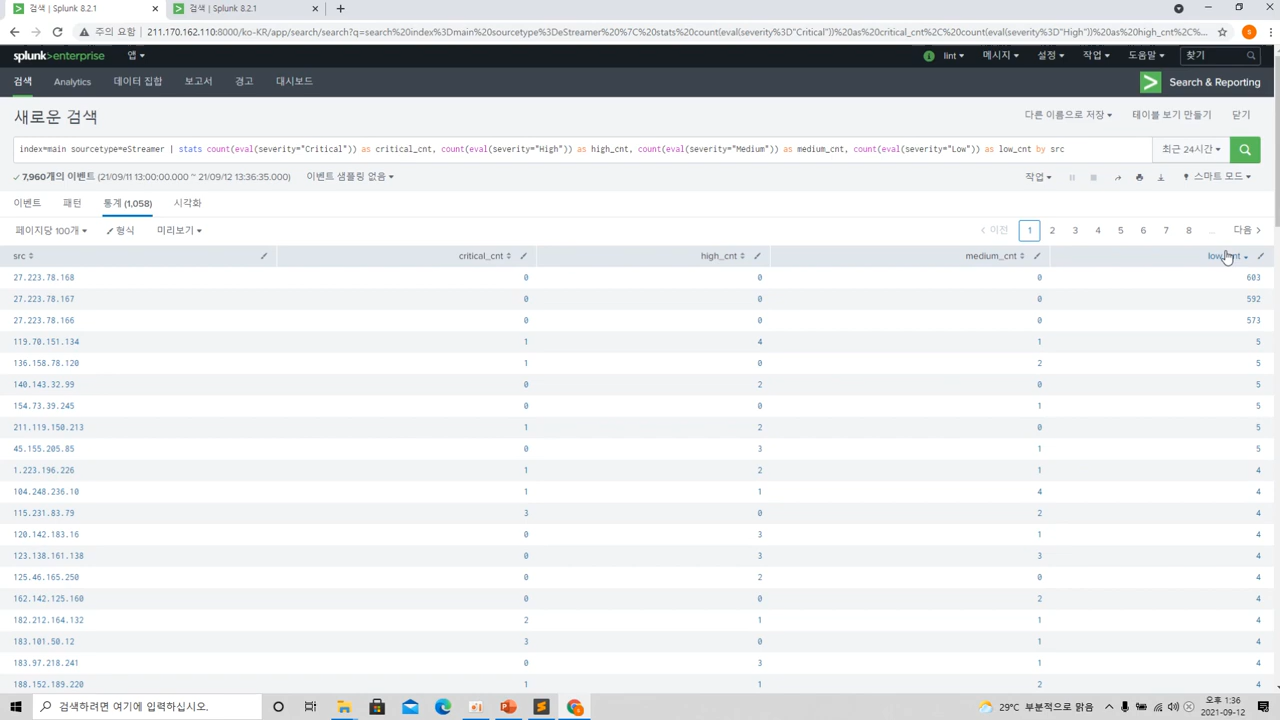 검색 | Splunk 8.2.1
검색 | Splunk 8.2.1
주의 요함
211.170.162.110:8000/ko-KR/app/search/search?q=search%20index%3Dmain%20sourcetype%3DeStreamer%20%7C%20stats%20count(eval(severity%3D"Critical"))%20as%20critical_cnt%2C%20count(eval(severity%3D"High"))%20as%20high_cnt%2C%...
splunk>enterprise 앱
lint 메시지 설정 작업 도움말 찾기
검색 Analytics 데이터 집합 보고서 경고 대시보드
Search & Reporting
새로운 검색
다른 이름으로 저장 테이블 보기 만들기 닫기
index=main sourcetype=eStreamer | stats count(eval(severity="Critical")) as critical_cnt, count(eval(severity="High")) as high_cnt, count(eval(severity="Medium")) as medium_cnt, count(eval(severity="Low")) as low_cnt by src
최근 24시간
7,960개의 이벤트 (21/09/11 13:00:00.000 ~ 21/09/12 13:36:35.000) 이벤트 샘플링 없음
작업 스마트 모드
이벤트 패턴 통계 (1,058) 시각화
페이지당 100개 형식 미리보기
이전 1 2 3 4 5 6 7 8 ... 다음
src critical_cnt high_cnt medium_cnt low_cnt
27.223.78.168 0 0 0 603
27.223.78.167 0 0 0 592
27.223.78.166 0 0 0 573
119.70.151.134 1 4 1 5
136.158.78.120 1 0 2 5
140.143.32.99 0 2 0 5
154.73.39.245 0 0 1 5
211.119.150.213 1 2 0 5
45.155.205.85 0 3 1 5
1.223.196.226 1 2 1 4
104.248.236.10 1 1 4 4
115.231.83.79 3 0 2 4
120.142.183.16 0 3 1 4
123.138.161.138 0 3 3 4
125.46.165.250 0 2 0 4
162.142.125.160 0 0 2 4
182.212.164.132 2 1 1 4
183.101.50.12 3 0 1 4
183.97.218.241 0 3 1 4
188.152.189.220 1 1 2 4
검색하려면 여기에 입력하십시오.
29℃ 부분적으로 맑음
오후 1:36
2021-09-12